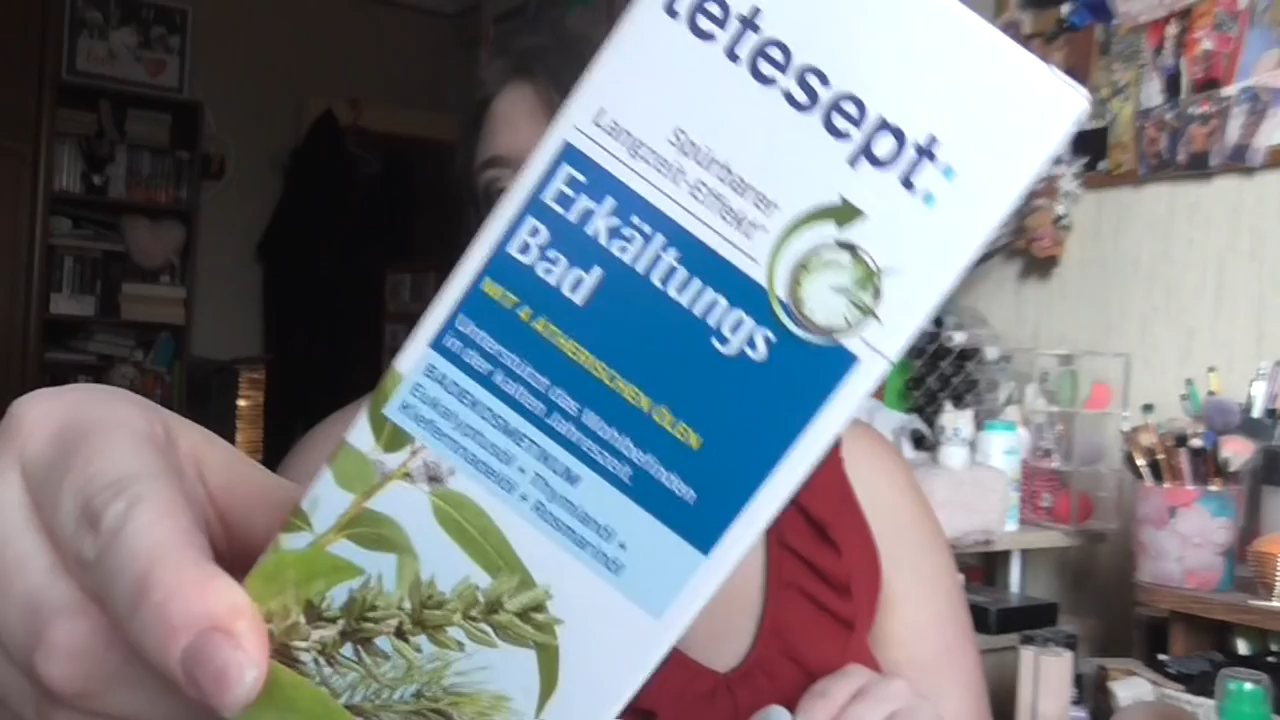 tetesept:
Spürbarer
Langzeit-Effekt
Erkältungs
Bad
MIT 4 ÄTHERISCHEN ÖLEN
Unterstützt das Wohlbefinden
in der kalten Jahreszeit.
BADEKOSMETIKUM
Eukalyptusöl + Thymianöl +
Kiefernnadelöl + Rosmarinöl